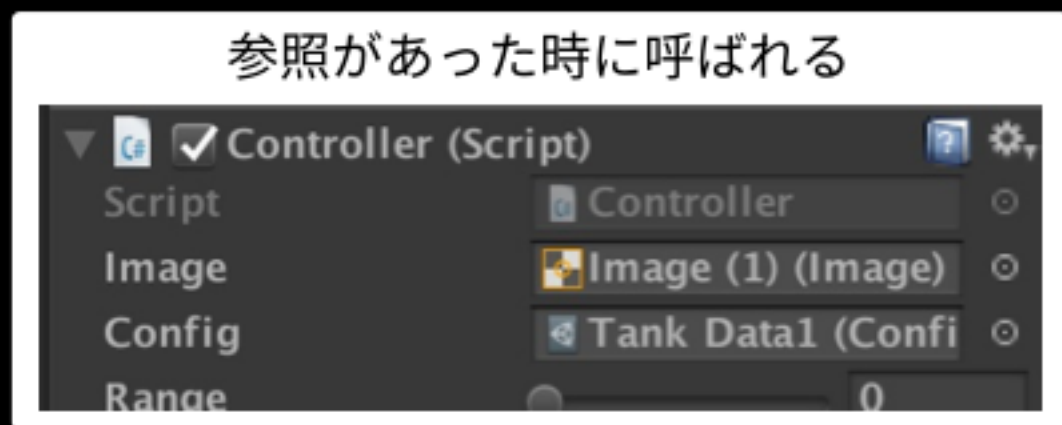 参照があった時に呼ばれる
C# Controller (Script)
Script Controller
Image Image (1) (Image)
Config Tank Data1 (Confi
Range 0